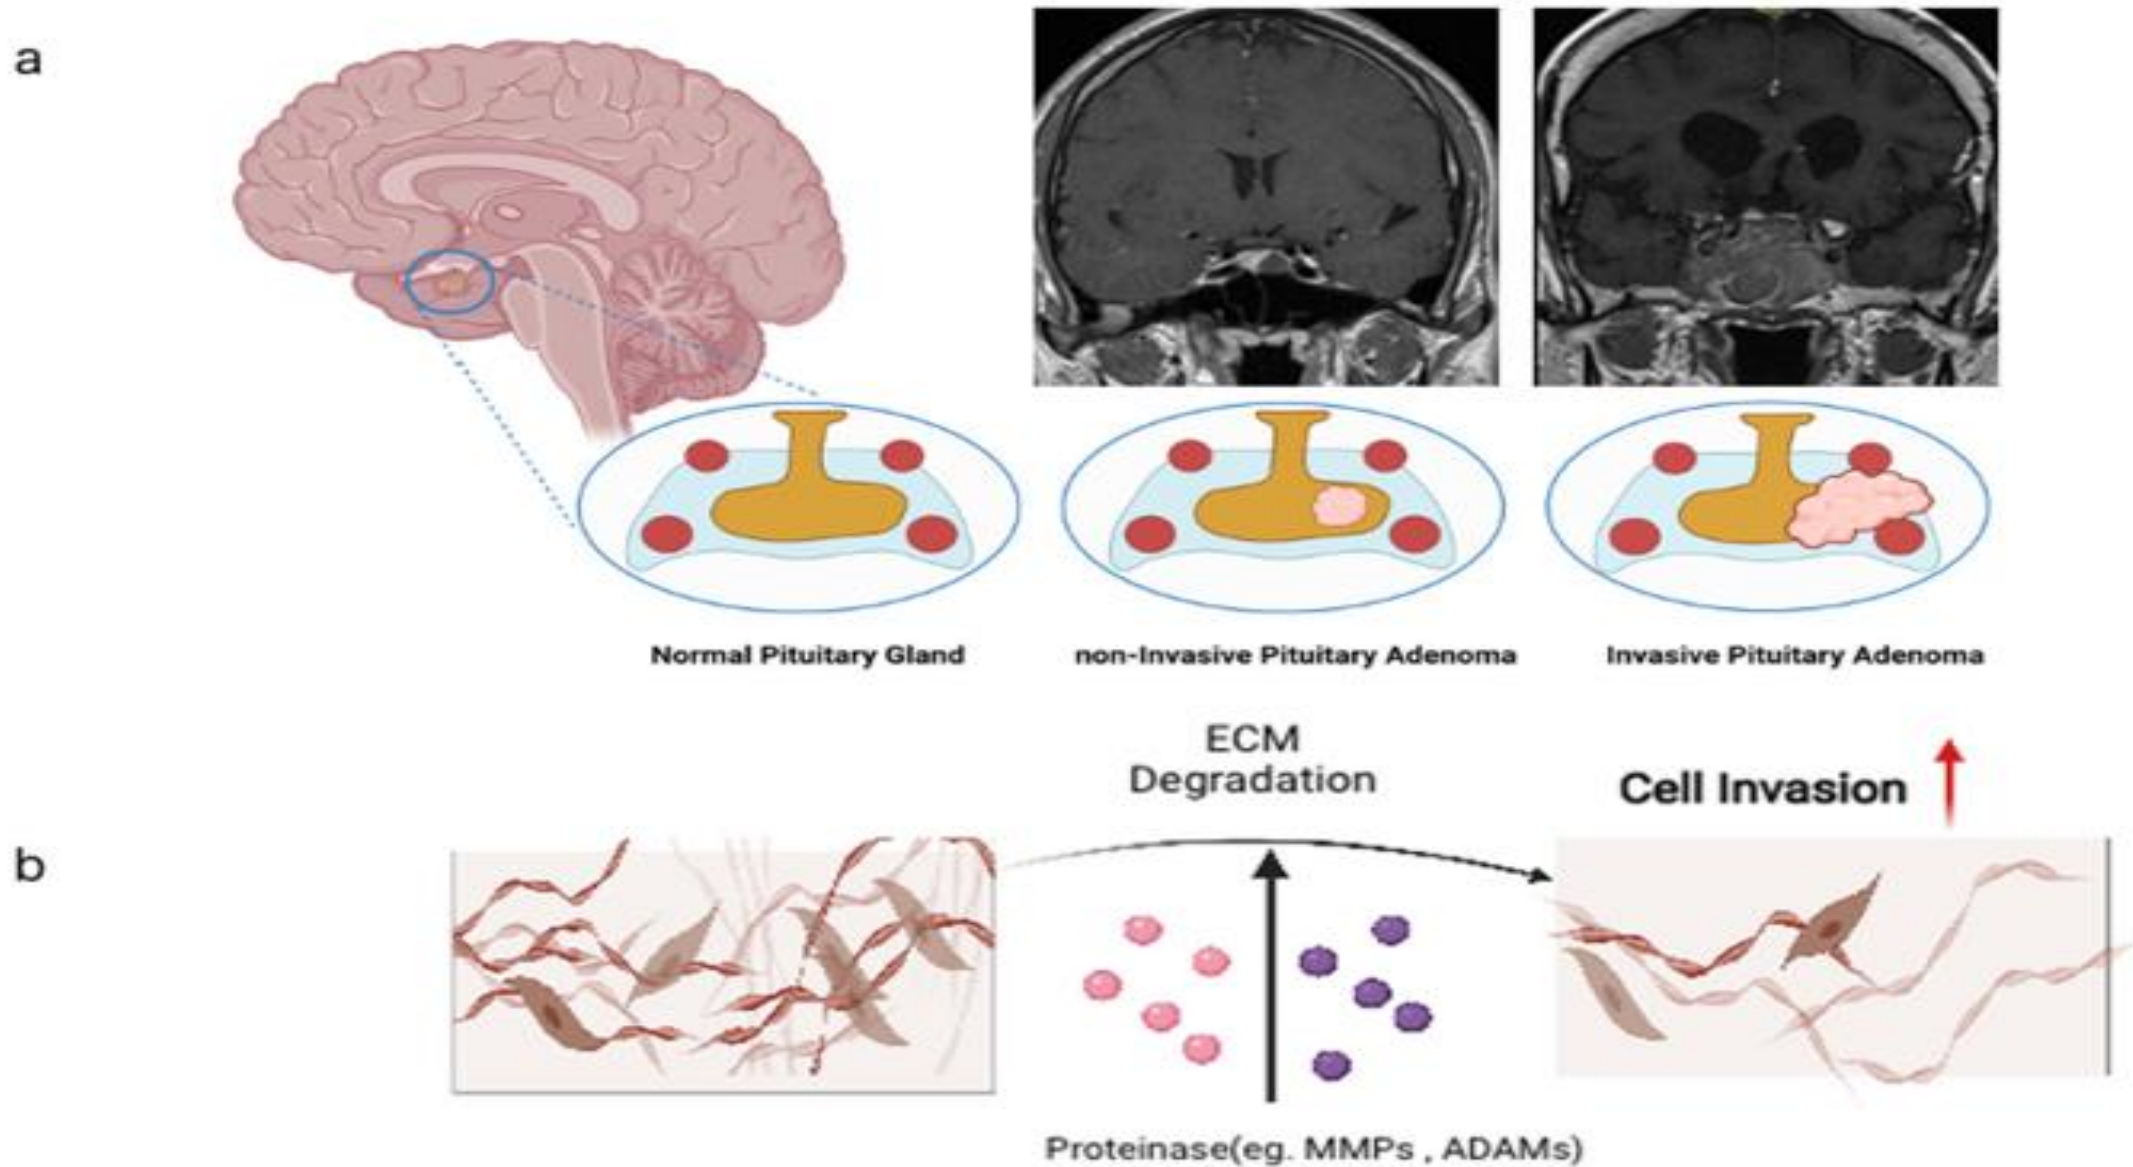 a
Normal Pituitary Gland
non-Invasive Pituitary Adenoma
Invasive Pituitary Adenoma
ECM
Degradation
Cell Invasion
b
Proteinase(eg. MMPs , ADAMs)